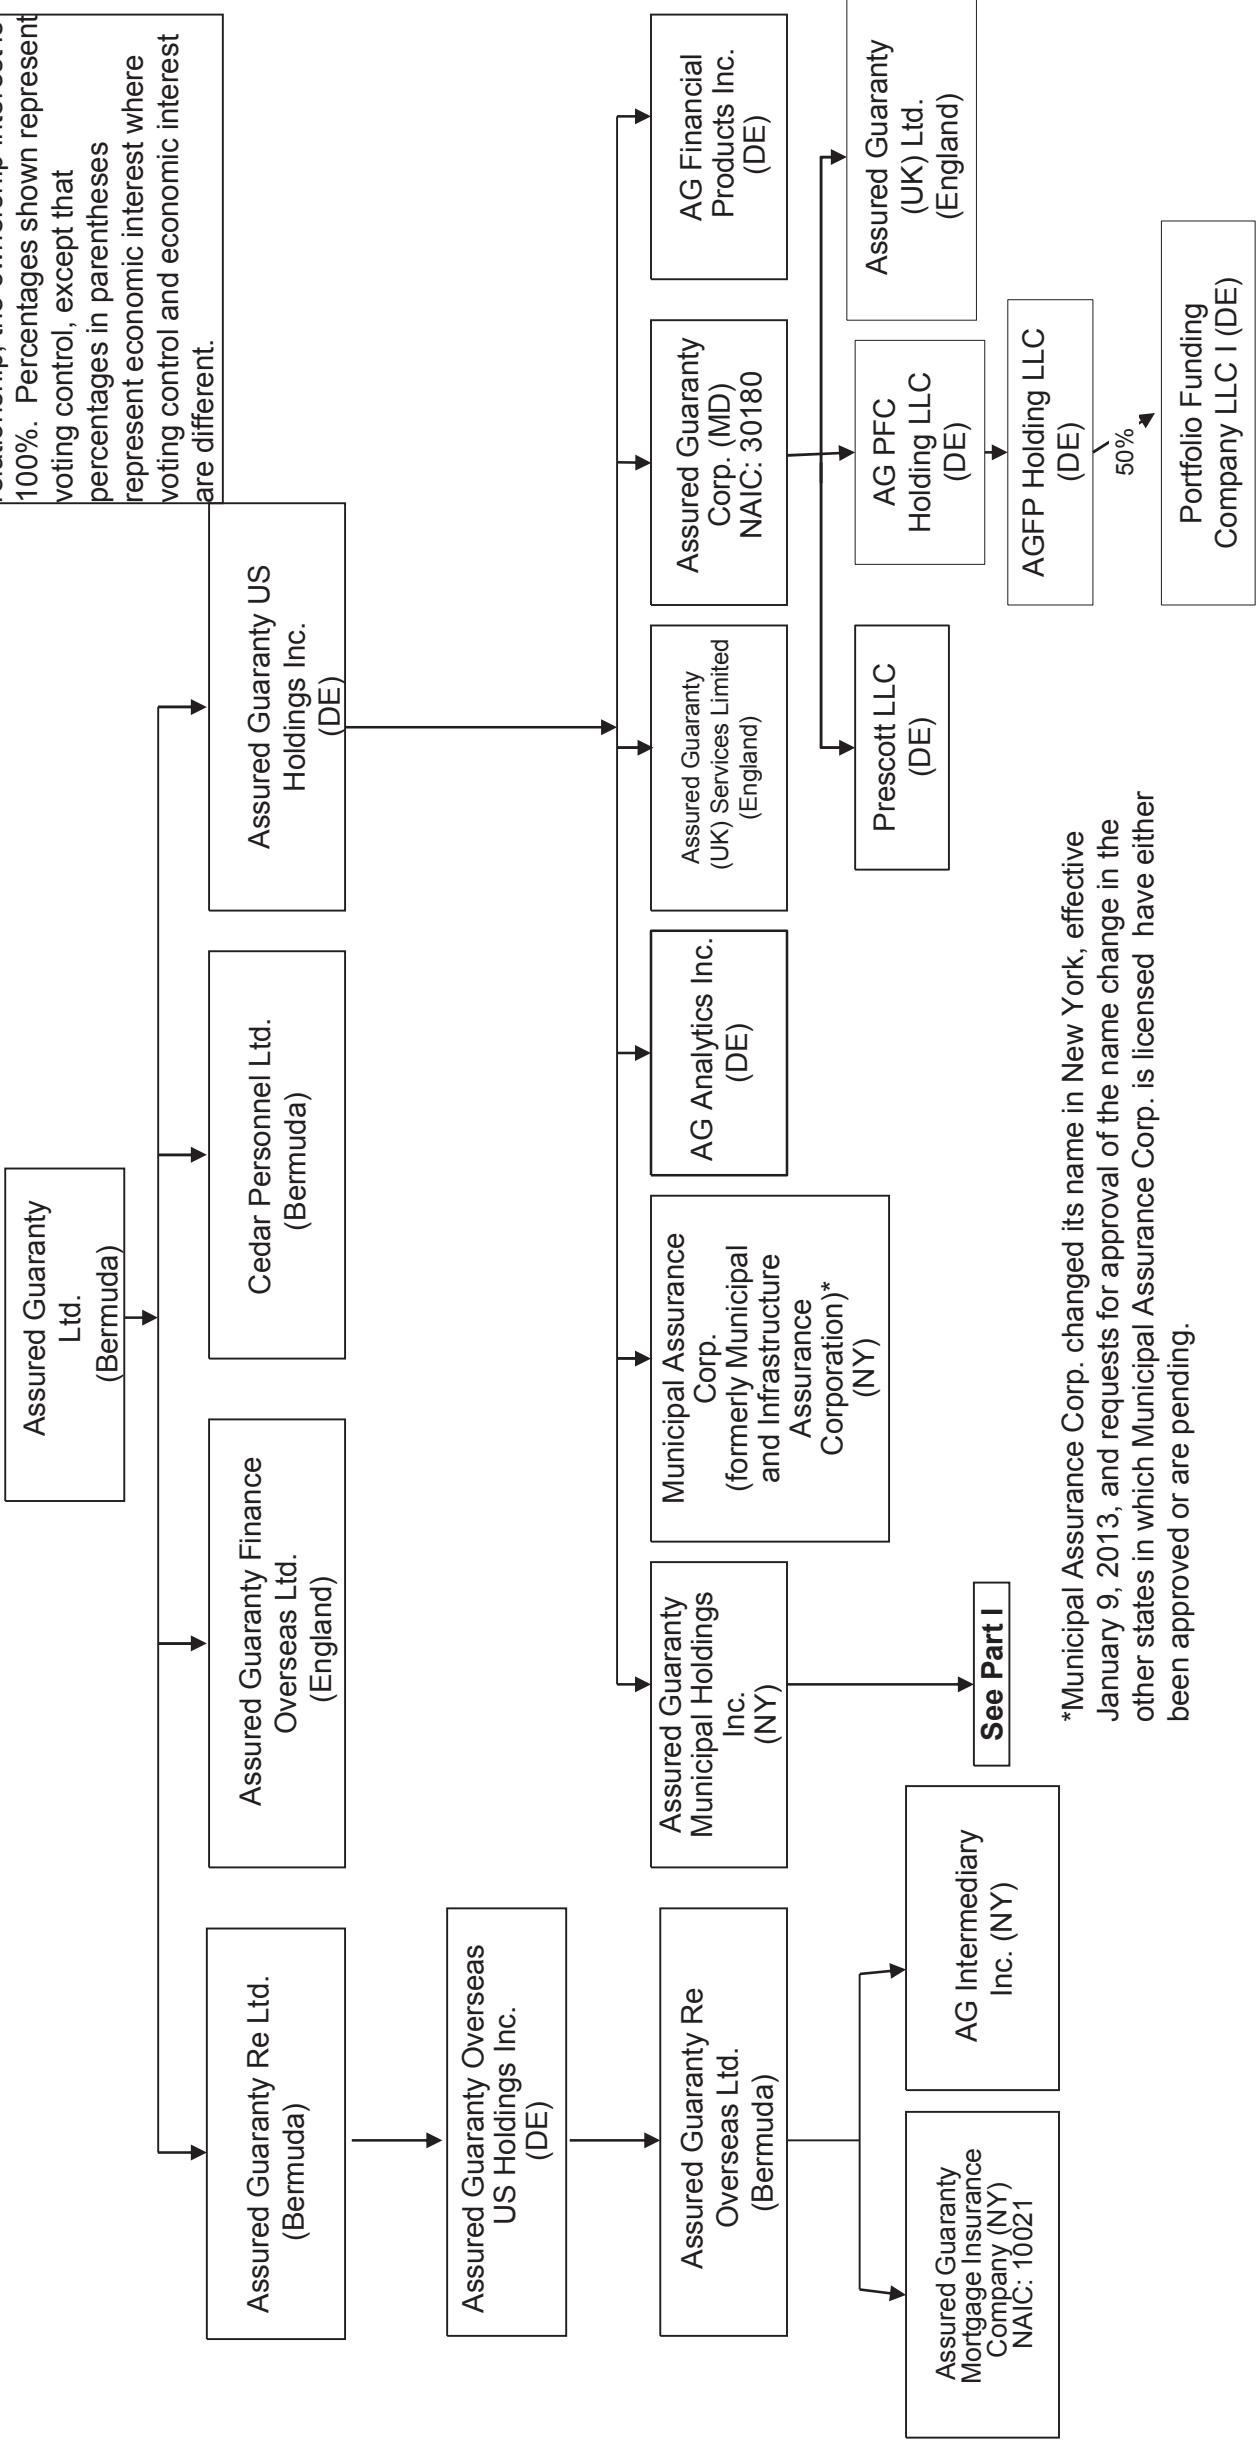 relationship, the ownership interest is
100%. Percentages shown represent
voting control, except that
percentages in parentheses
represent economic interest where
voting control and economic interest
are different.
Assured Guaranty
Ltd.
(Bermuda)
Assured Guaranty Re Ltd.
(Bermuda)
Assured Guaranty Finance
Overseas Ltd.
(England)
Cedar Personnel Ltd.
(Bermuda)
Assured Guaranty US
Holdings Inc.
(DE)
Assured Guaranty Overseas
US Holdings Inc.
(DE)
Assured Guaranty Re
Overseas Ltd.
(Bermuda)
Assured Guaranty
Municipal Holdings
Inc.
(NY)
Municipal Assurance
Corp.
(formerly Municipal
and Infrastructure
Assurance
Corporation)*
(NY)
AG Analytics Inc.
(DE)
Assured Guaranty
(UK) Services Limited
(England)
Assured Guaranty
Corp. (MD)
NAIC: 30180
AG Financial
Products Inc.
(DE)
Assured Guaranty
Mortgage Insurance
Company (NY)
NAIC: 10021
AG Intermediary
Inc. (NY)
See Part I
Prescott LLC
(DE)
AG PFC
Holding LLC
(DE)
Assured Guaranty
(UK) Ltd.
(England)
AGFP Holding LLC
(DE)
50%
Portfolio Funding
Company LLC I (DE)
*Municipal Assurance Corp. changed its name in New York, effective
January 9, 2013, and requests for approval of the name change in the
other states in which Municipal Assurance Corp. is licensed have either
been approved or are pending.